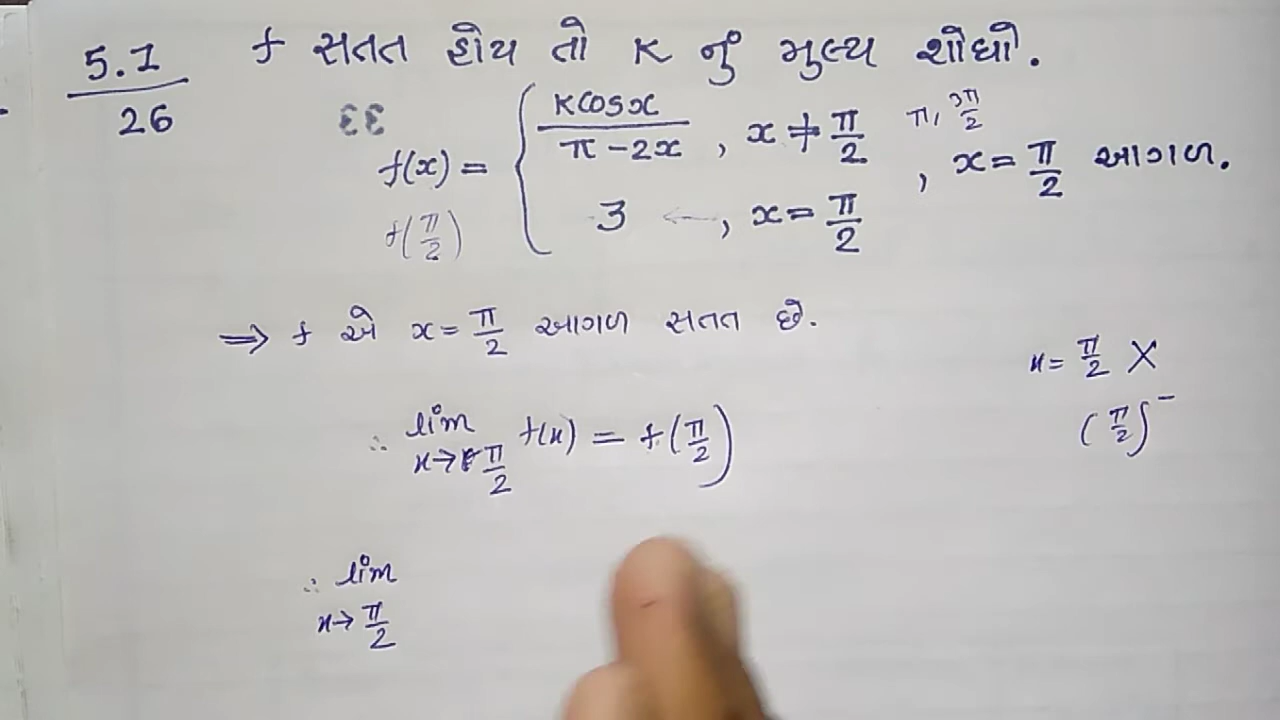 5.1/26 f સતત હોય તો K નું મુલ્ય શોધો.
f(x) = { Kcosx/(π-2x) , x ≠ π/2 π, 3π/2
3 ← , x = π/2 , x = π/2 આગળ.
f(π/2)
⇒ f એ x = π/2 આગળ સતત છે.
x = π/2 X
(π/2)⁻
∴ lim x→π/2 f(x) = f(π/2)
∴ lim x→π/2